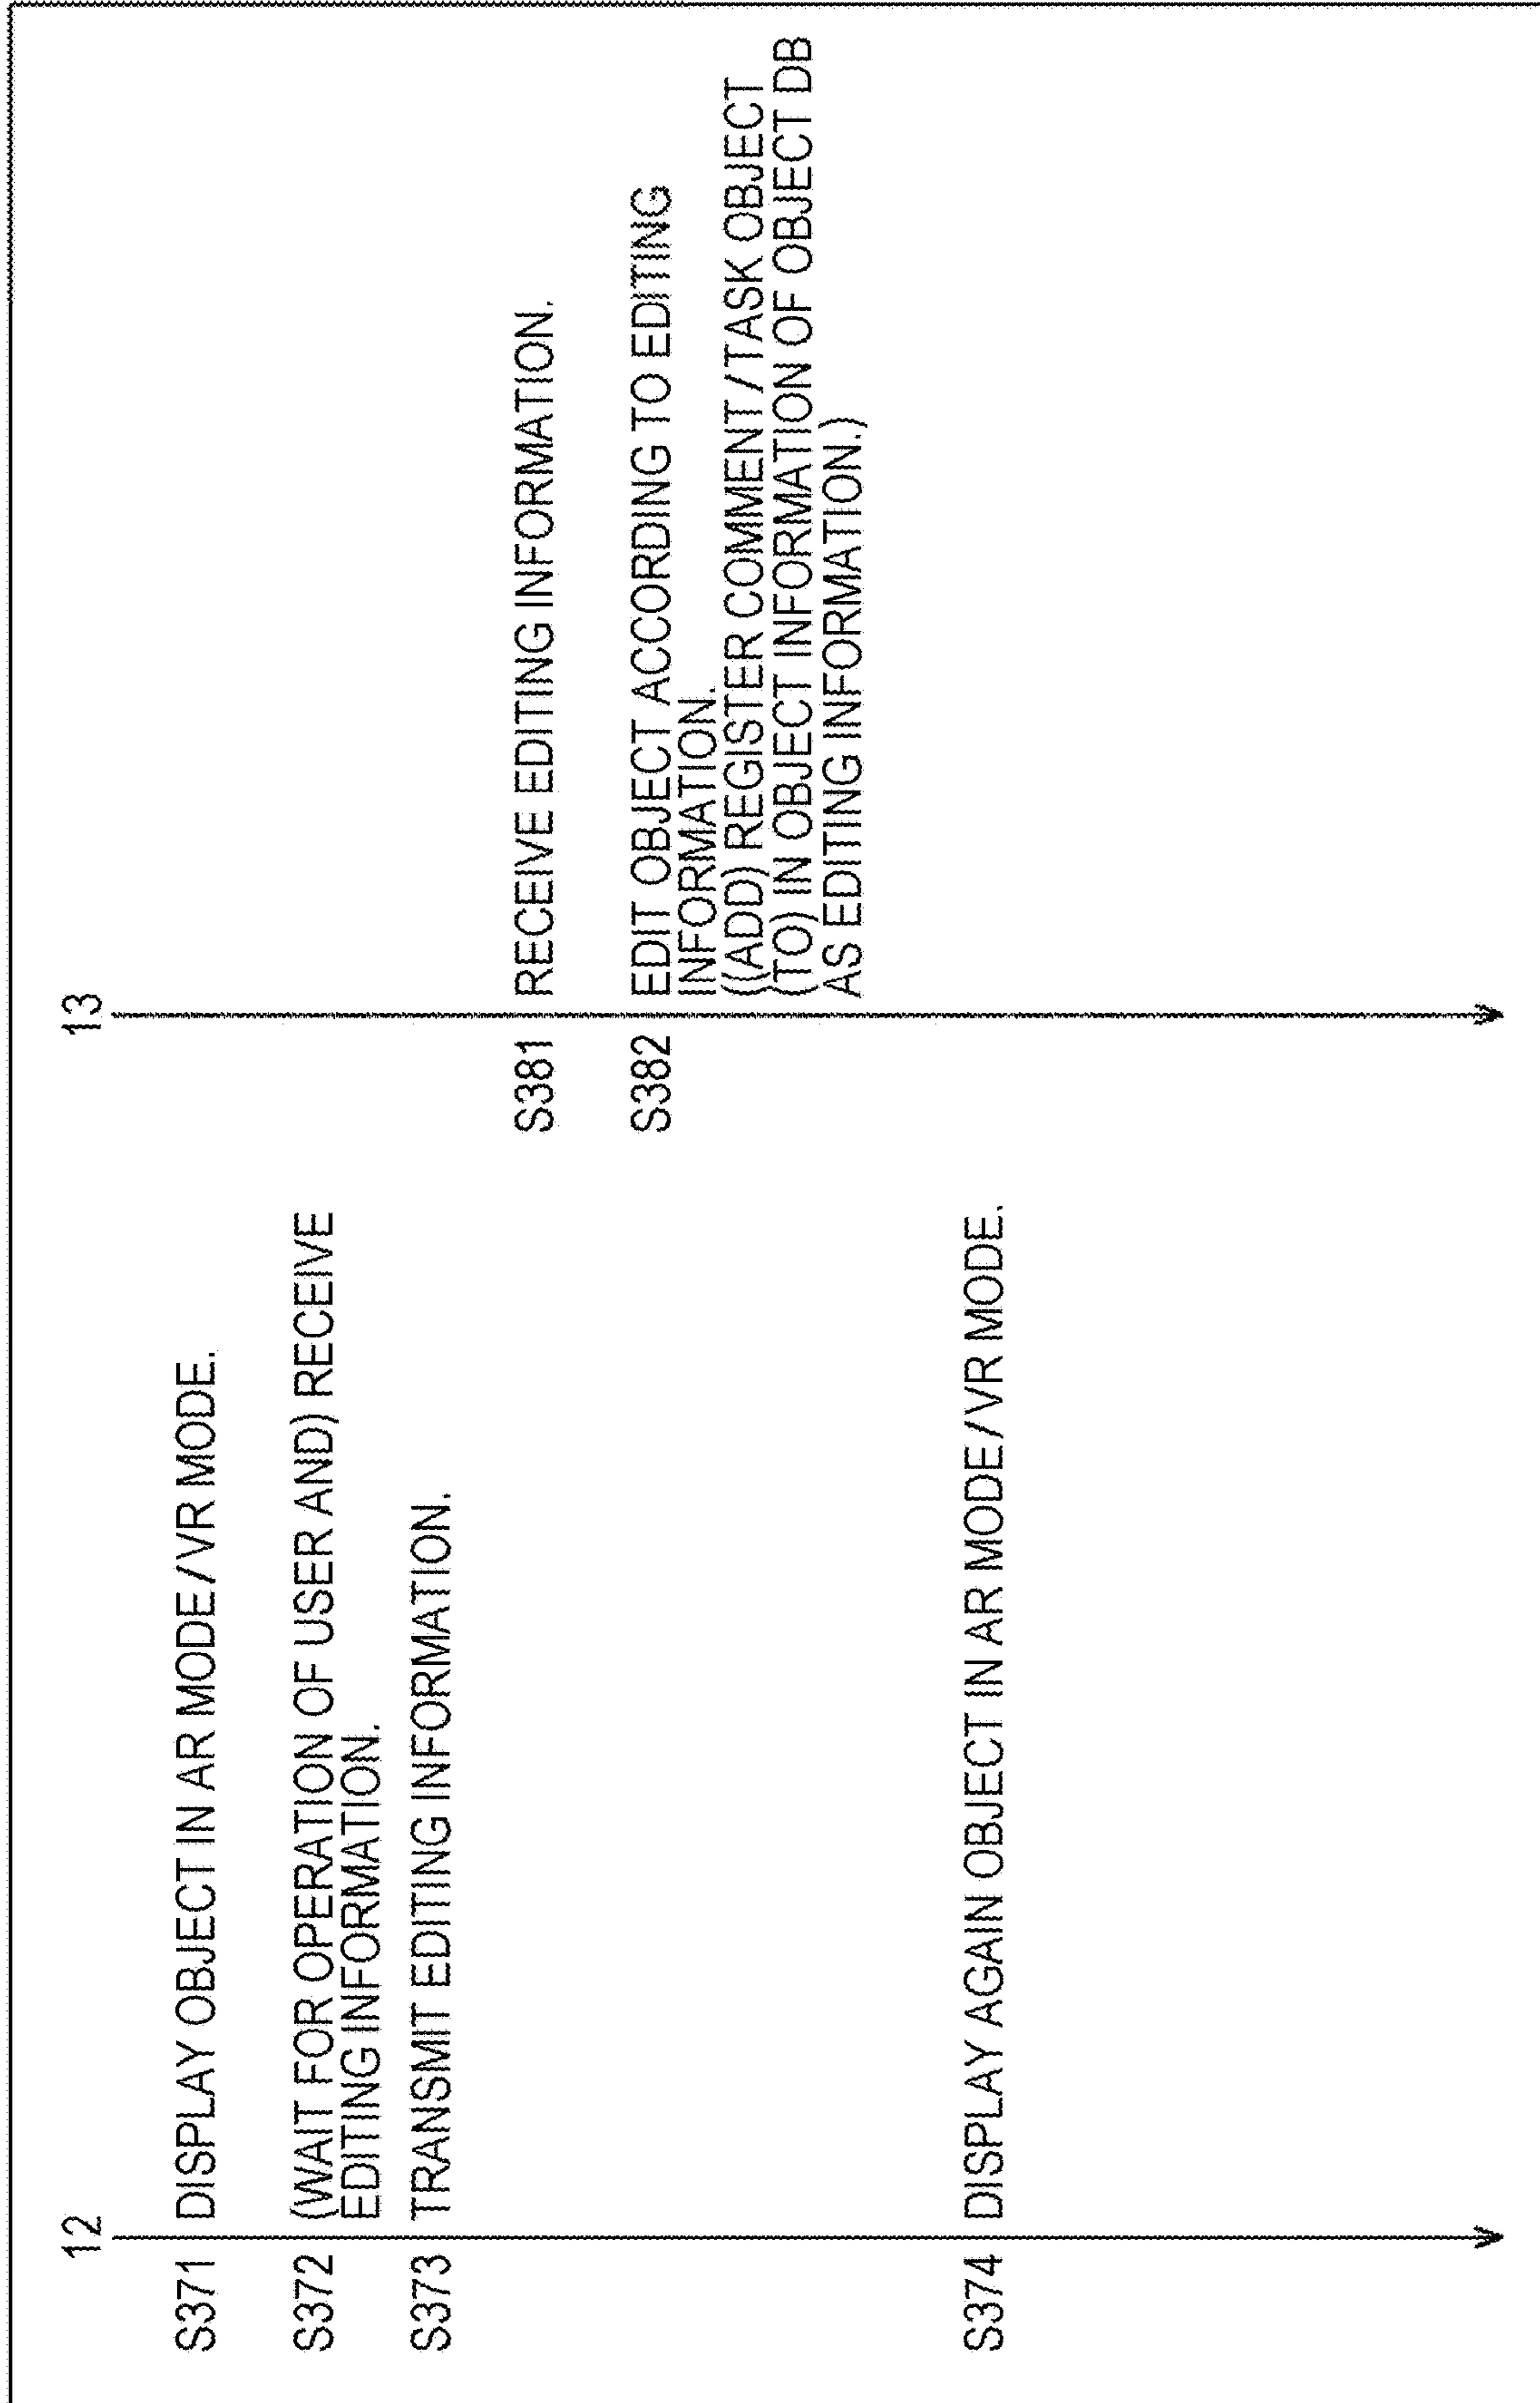 12
S371 DISPLAY OBJECT IN AR MODE/VR MODE.
S372 (WAIT FOR OPERATION OF USER AND) RECEIVE
EDITING INFORMATION.
S373 TRANSMIT EDITING INFORMATION.
S374 DISPLAY AGAIN OBJECT IN AR MODE/VR MODE.
13
S381 RECEIVE EDITING INFORMATION.
S382 EDIT OBJECT ACCORDING TO EDITING
INFORMATION.
((ADD) REGISTER COMMENT/TASK OBJECT
(TO) IN OBJECT INFORMATION OF OBJECT DB
AS EDITING INFORMATION.)